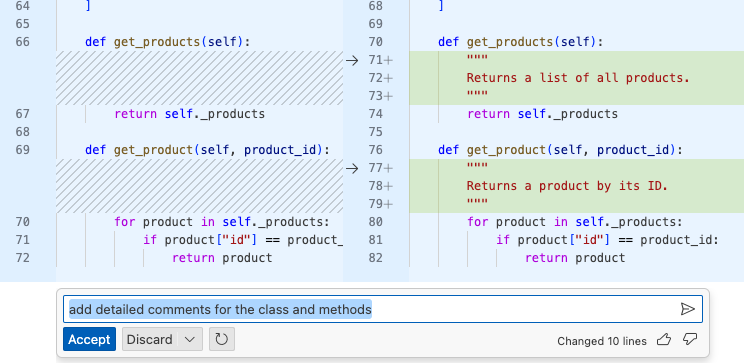 64 ]
65
66 def get_products(self):
67 return self._products
68
69 def get_product(self, product_id):
70 for product in self._products:
71 if product["id"] == product_
72 return product
68 ]
69
70 def get_products(self):
71+ """
72+ Returns a list of all products.
73+ """
74 return self._products
75
76 def get_product(self, product_id):
77+ """
78+ Returns a product by its ID.
79+ """
80 for product in self._products:
81 if product["id"] == product_id:
82 return product
add detailed comments for the class and methods
Accept Discard Changed 10 lines